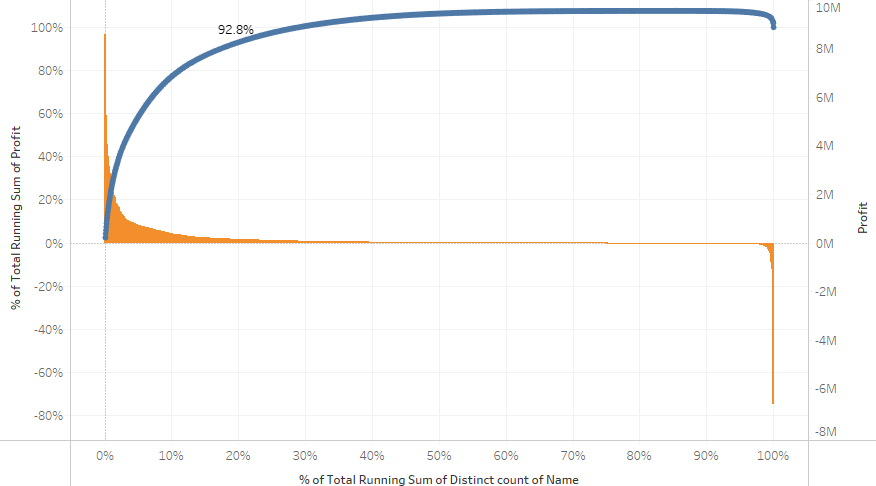 92.8%
100%
80%
60%
40%
20%
0%
-20%
-40%
-60%
-80%
% of Total Running Sum of Profit
10M
8M
6M
4M
2M
0M
-2M
-4M
-6M
-8M
Profit
0% 10% 20% 30% 40% 50% 60% 70% 80% 90% 100%
% of Total Running Sum of Distinct count of Name